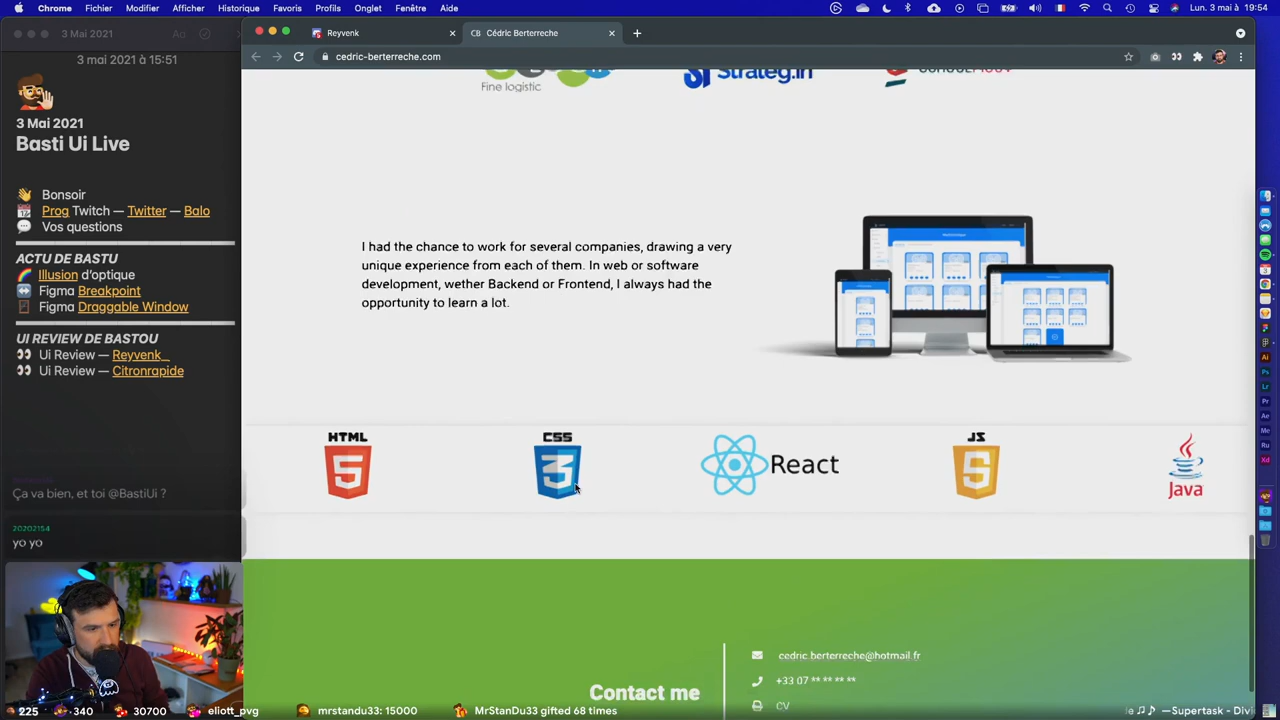 Chrome Fichier Modifier Afficher Historique Favoris Profils Onglet Fenêtre Aide
Lun. 3 mai à 19:54
3 Mai 2021
Reyvenk
CB Cédric Berterreche
cedric-berterreche.com
3 mai 2021 à 15:51
3 Mai 2021
Basti Ui Live
Bonsoir
Prog Twitch — Twitter — Balo
Vos questions
ACTU DE BASTU
Illusion d'optique
Figma Breakpoint
Figma Draggable Window
UI REVIEW DE BASTOU
Ui Review — Reyvenk_
Ui Review — Citronrapide
Ça va bien, et toi @BastiUi ?
20202154
yo yo
Fine logistic
Strateg.in
I had the chance to work for several companies, drawing a very
unique experience from each of them. In web or software
development, wether Backend or Frontend, I always had the
opportunity to learn a lot.
HTML
5
CSS
3
React
JS
Java
Contact me
cedric.berterreche@hotmail.fr
+33 07 ** ** ** **
CV
225 340 30700 eliott_pvg mrstandu33: 15000 MrStanDu33 gifted 68 times
—Supertask - Divi